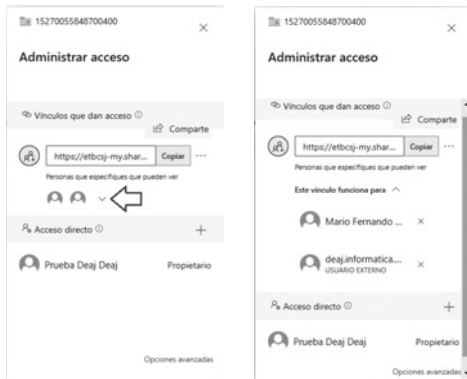 15270055848700400
Administrar acceso
Vínculos que dan acceso
Comparte
https://etbcsj-my.shar... Copiar ...
Personas que especifiques que pueden ver
Acceso directo
Prueba Deaj Deaj Propietario
Opciones avanzadas
15270055848700400
Administrar acceso
Vínculos que dan acceso
Comparte
https://etbcsj-my.shar... Copiar ...
Personas que especifiques que pueden ver
Este vínculo funciona para
Mario Fernando ...
deaj.informatica....
USUARIO EXTERNO
Acceso directo
Prueba Deaj Deaj Propietario
Opciones avanzadas